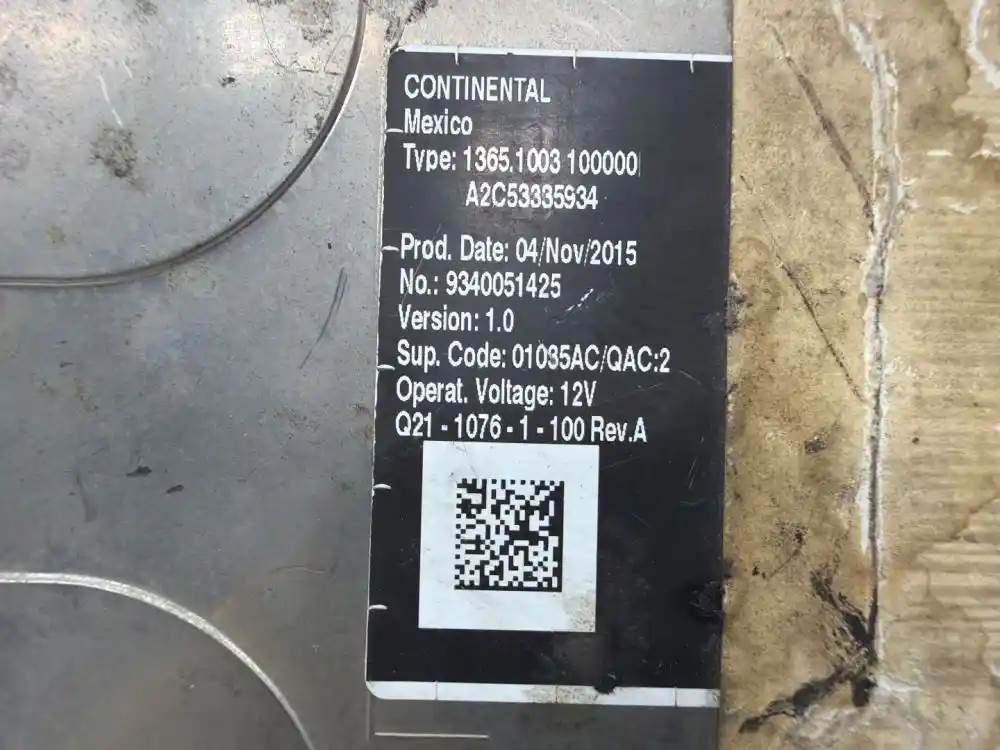 CONTINENTAL
Mexico
Type: 1365.1003 100000
A2C53335934
Prod. Date: 04/Nov/2015
No.: 9340051425
Version: 1.0
Sup. Code: 01035AC/QAC:2
Operat. Voltage: 12V
Q21 - 1076 - 1 - 100 Rev.A